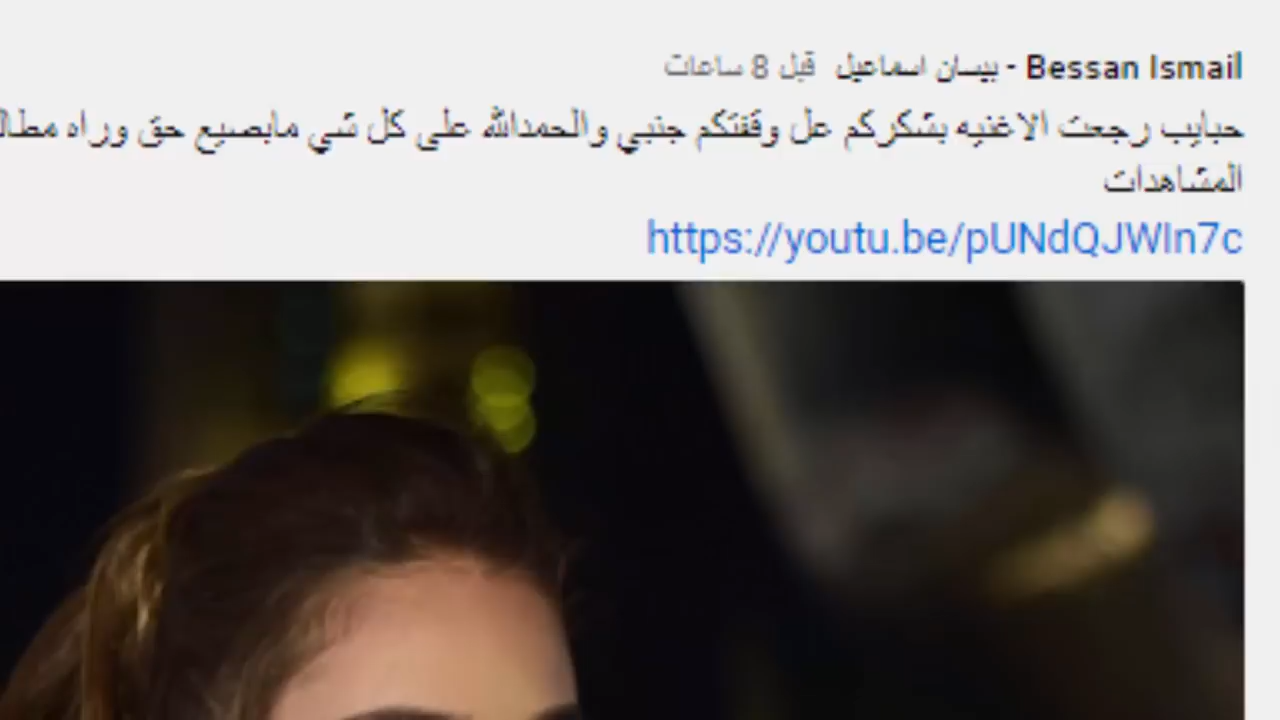 Bessan Ismail - بيسان اسماعيل قبل 8 ساعات
حبايب رجعت الاغنيه بشكركم عل وقفتكم جنبي والحمدالله على كل شي مابصيع حق وراه
المشاهدات
https://youtu.be/pUNdQJWIn7c